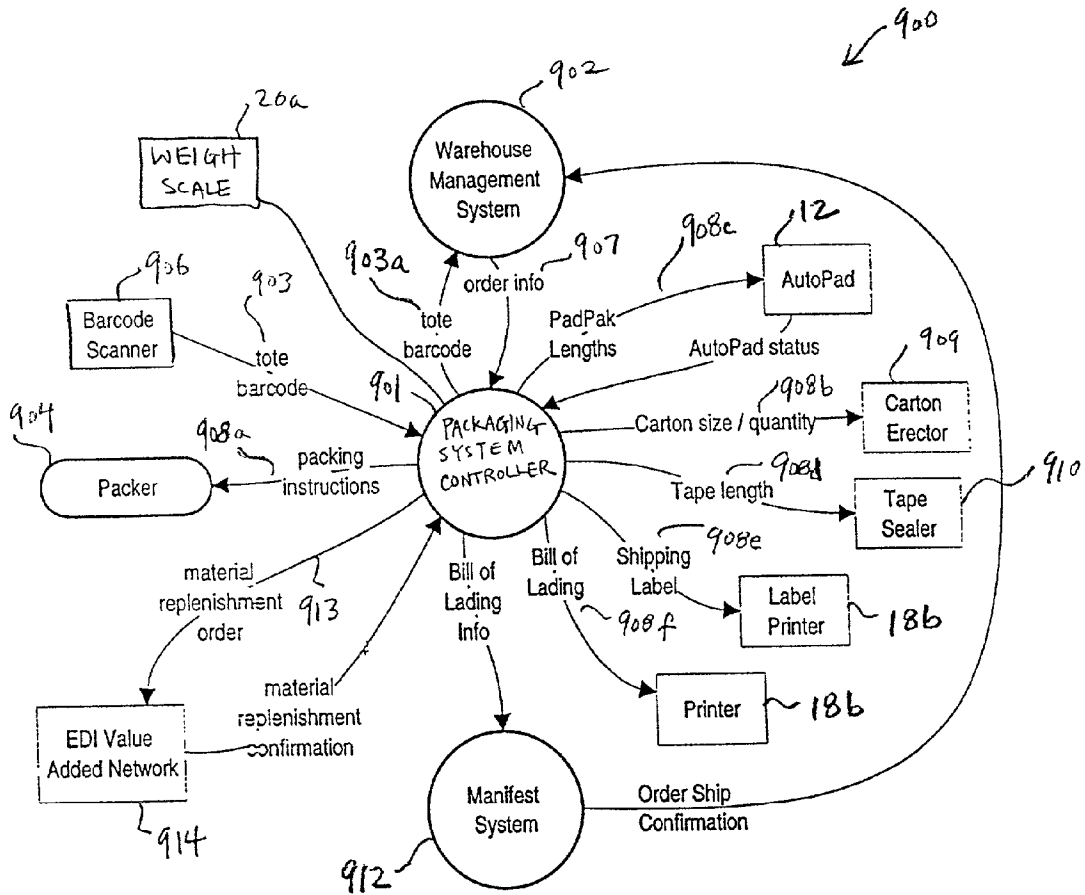 900
902
20a
WEIGH
SCALE
Warehouse
Management
System
906
903
903a
907
908c
12
order info
AutoPad
Barcode
Scanner
tote
barcode
tote
barcode
PadPak
Lengths
AutoPad status
909
901
908b
Carton size / quantity
Carton
Erector
904
908a
PACKAGING
SYSTEM
CONTROLLER
Packer
packing
instructions
908d
Tape length
910
Tape
Sealer
material
replenishment
order
913
Bill of
Lading
Info
Bill of
Lading
Shipping
Label
908e
908f
Label
Printer
18b
material
replenishment
confirmation
Printer
18b
EDI Value
Added Network
914
Manifest
System
912
Order Ship
Confirmation